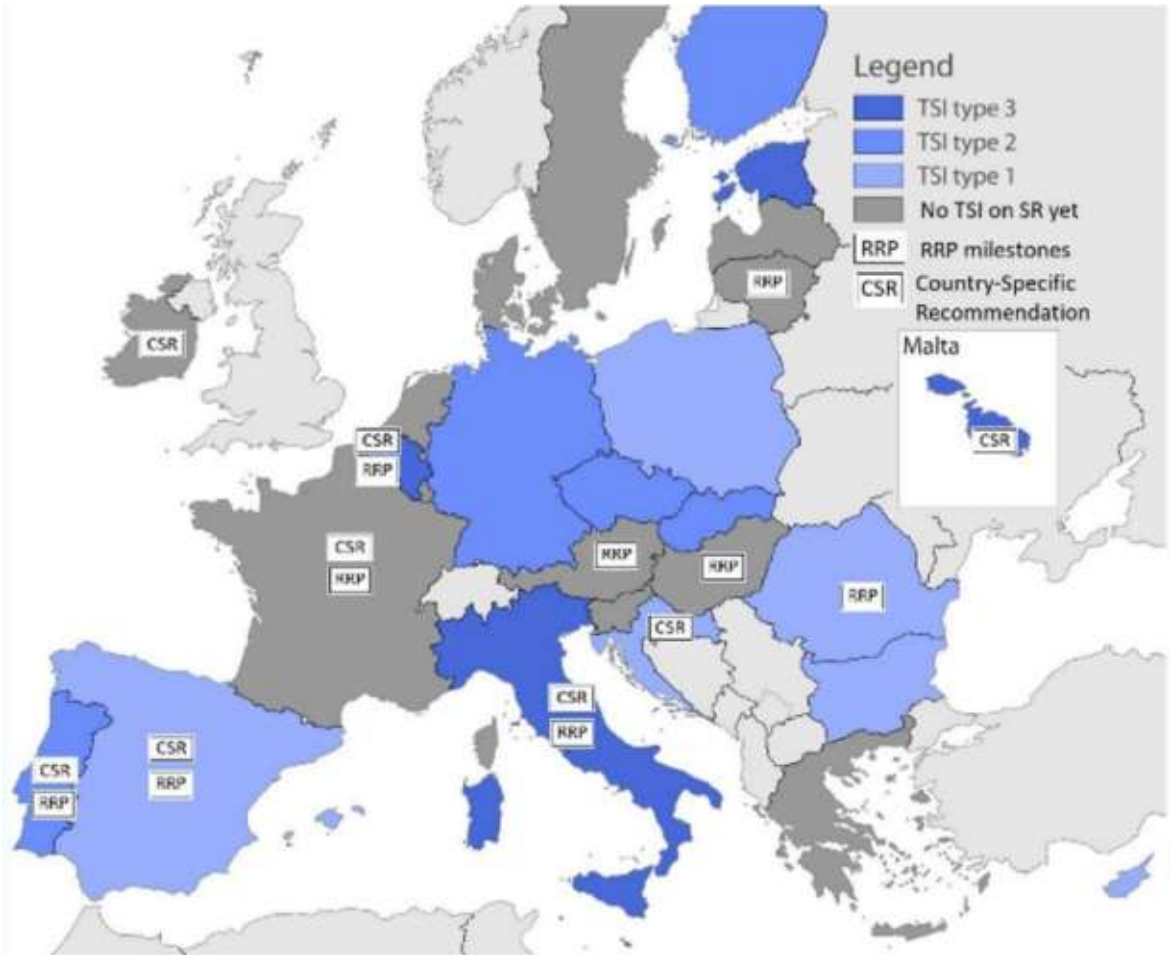 Legend
TSI type 3
TSI type 2
TSI type 1
No TSI on SR yet
RRP RRP milestones
CSR Country-Specific
Recommendation
Malta
CSR
RRP
CSR
CSR
RRP
CSR
RRP
RRP
RRP
RRP
CSR
CSR
RRP
CSR
RRP
CSR
RRP